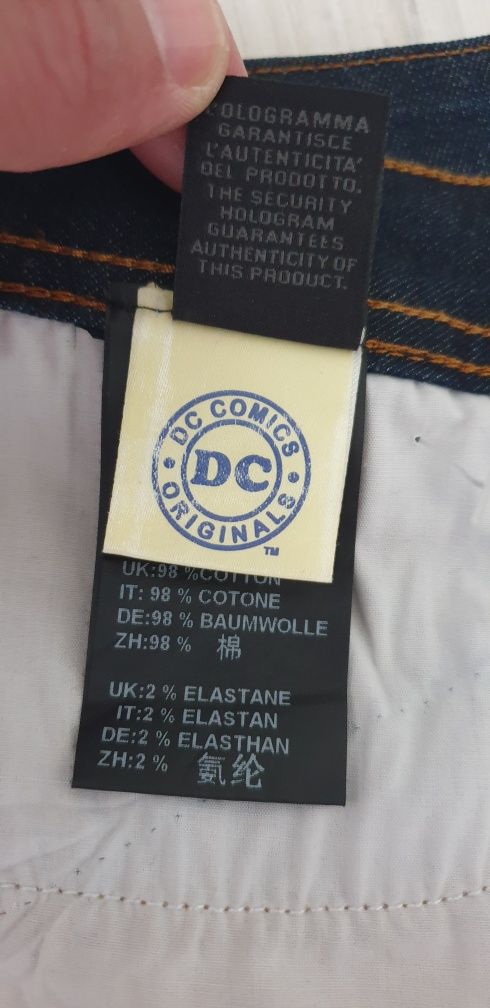 L'OLOGRAMMA
GARANTISCE
L'AUTENTICITA'
DEL PRODOTTO.
THE SECURITY
HOLOGRAM
GUARANTEES
AUTHENTICITY OF
THIS PRODUCT.
DC COMICS
DC
ORIGINALS
TM
UK:98 %COTTON
IT: 98 % COTONE
DE:98 % BAUMWOLLE
ZH:98 % 棉
UK:2 % ELASTANE
IT:2 % ELASTAN
DE:2 % ELASTHAN
ZH:2 % 氨纶